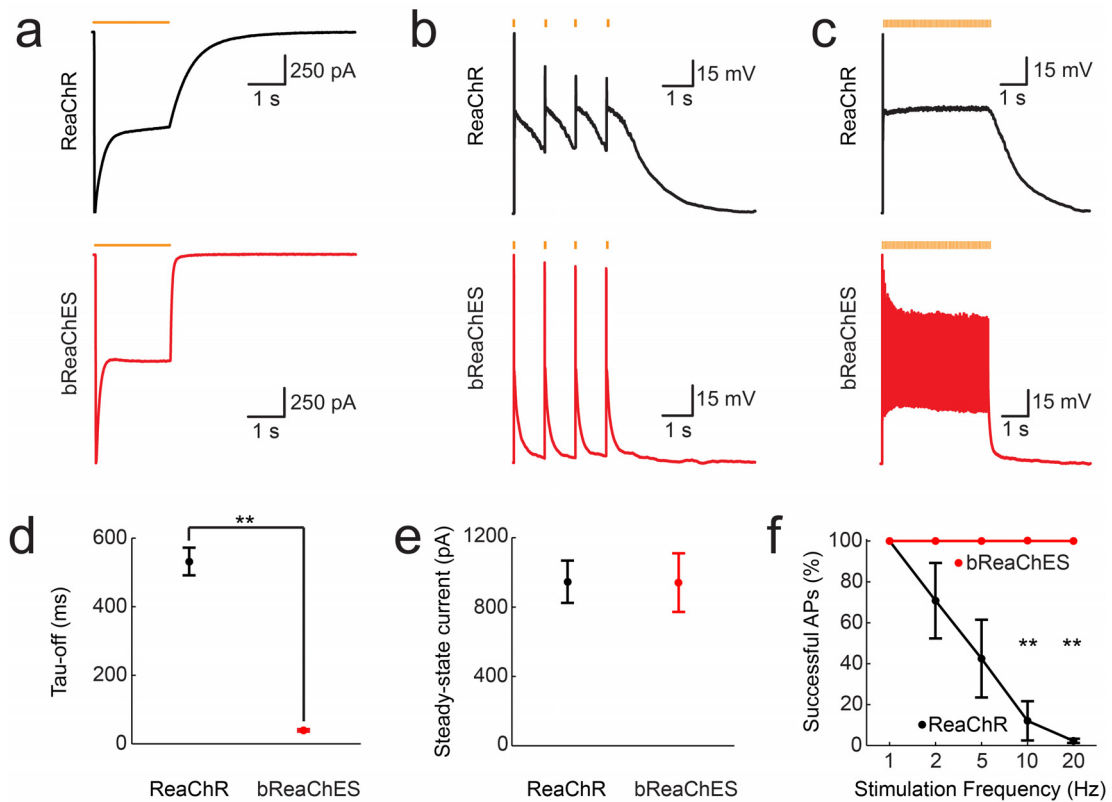 a
ReaChR
250 pA
1 s
bReaChES
250 pA
1 s
b
ReaChR
15 mV
1 s
bReaChES
15 mV
1 s
c
ReaChR
15 mV
1 s
bReaChES
15 mV
1 s
d
Tau-off (ms)
600
400
200
0
**
ReaChR
bReaChES
e
Steady-state current (pA)
1200
800
400
0
ReaChR
bReaChES
f
Successful APs (%)
100
80
60
40
20
0
bReaChES
** **
ReaChR
1 2 5 10 20
Stimulation Frequency (Hz)